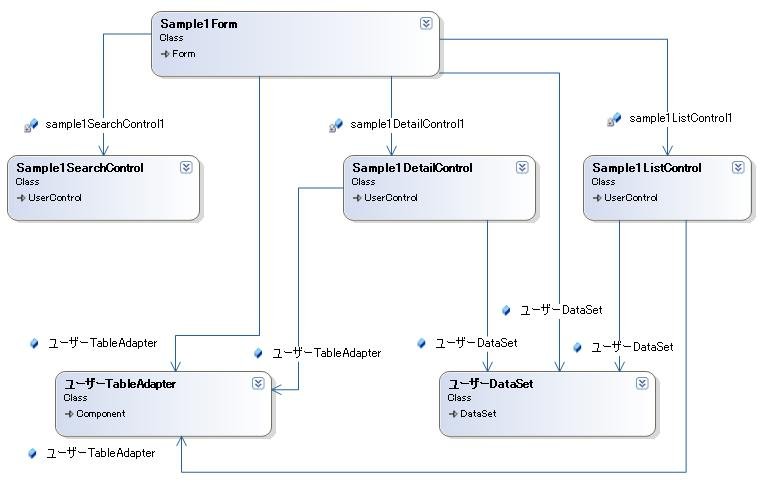 Sample1Form
Class
Form
sample1SearchControl1
sample1DetailControl1
sample1ListControl1
Sample1SearchControl
Class
UserControl
Sample1DetailControl
Class
UserControl
Sample1ListControl
Class
UserControl
ユーザーDataSet
ユーザーTableAdapter
ユーザーTableAdapter
ユーザーDataSet
ユーザーDataSet
ユーザーTableAdapter
Class
Component
ユーザーDataSet
Class
DataSet
ユーザーTableAdapter